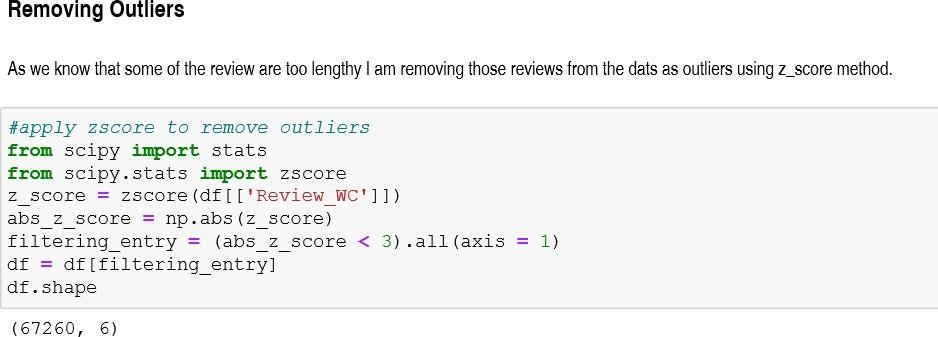 Removing Outliers
As we know that some of the review are too lengthy I am removing those reviews from the dats as outliers using z_score method.
#apply zscore to remove outliers
from scipy import stats
from scipy.stats import zscore
z_score = zscore(df[['Review_WC']])
abs_z_score = np.abs(z_score)
filtering_entry = (abs_z_score < 3).all(axis = 1)
df = df[filtering_entry]
df.shape
(67260, 6)